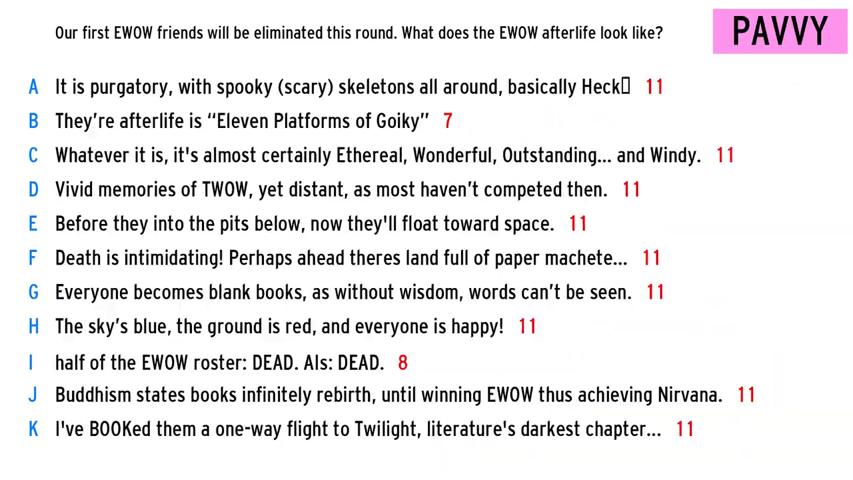 Our first EWOW friends will be eliminated this round. What does the EWOW afterlife look like?
PAVVY
A It is purgatory, with spooky (scary) skeletons all around, basically Heck▯ 11
B They're afterlife is “Eleven Platforms of Goiky” 7
C Whatever it is, it's almost certainly Ethereal, Wonderful, Outstanding... and Windy. 11
D Vivid memories of TWOW, yet distant, as most haven't competed then. 11
E Before they into the pits below, now they'll float toward space. 11
F Death is intimidating! Perhaps ahead theres land full of paper machete... 11
G Everyone becomes blank books, as without wisdom, words can't be seen. 11
H The sky's blue, the ground is red, and everyone is happy! 11
I half of the EWOW roster: DEAD. AIs: DEAD. 8
J Buddhism states books infinitely rebirth, until winning EWOW thus achieving Nirvana. 11
K I've BOOKed them a one-way flight to Twilight, literature's darkest chapter... 11